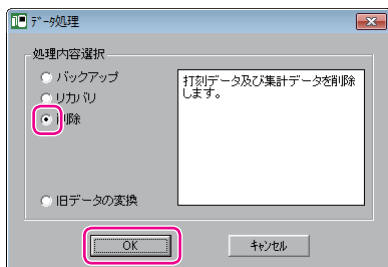 ﾃﾞｰﾀ処理
処理内容選択
バックアップ
リカバリ
削除
旧データの変換
打刻データ及び集計データを削除
します。
OK
ｷｬﾝｾﾙ